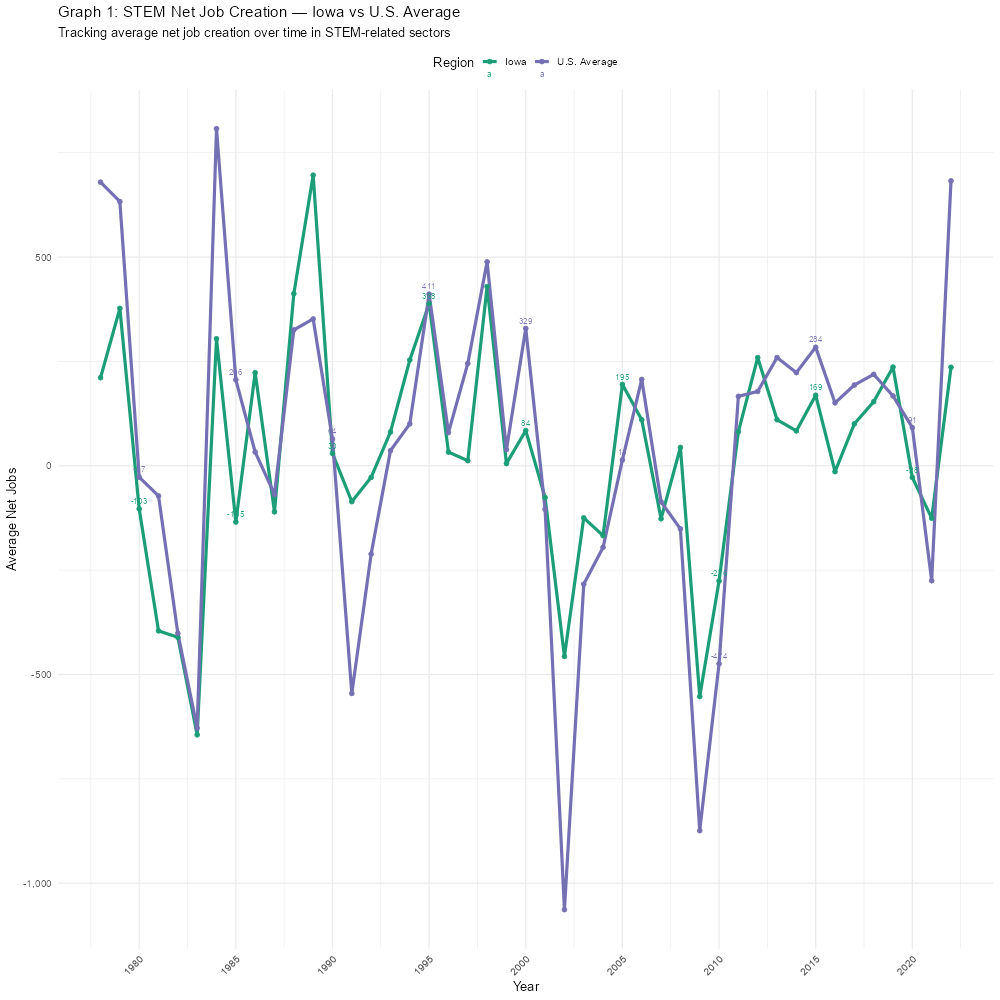 Graph 1: STEM Net Job Creation — Iowa vs U.S. Average
Tracking average net job creation over time in STEM-related sectors
Region Iowa U.S. Average
a a
500
0
-500
-1,000
Average Net Jobs
411
329
284
195
169
84
-103
1980 1985 1990 1995 2000 2005 2010 2015 2020
Year